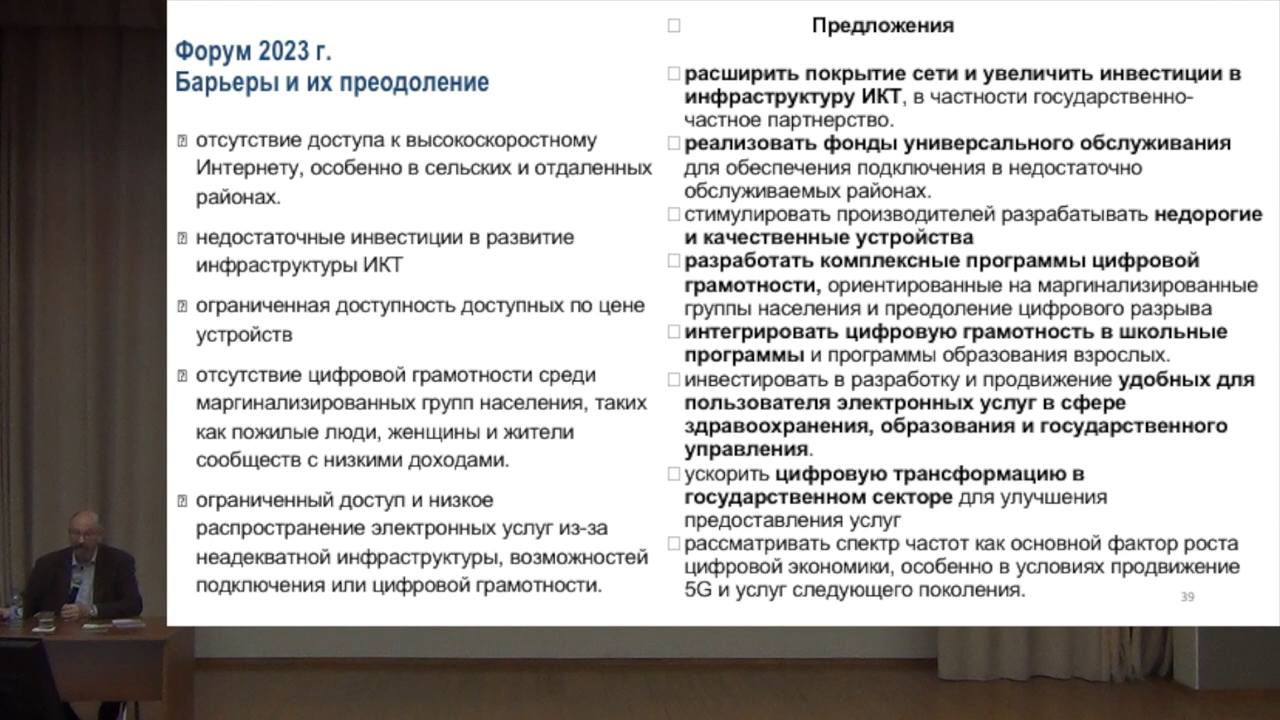 Форум 2023 г.
Барьеры и их преодоление
отсутствие доступа к высокоскоростному
Интернету, особенно в сельских и отдаленных
районах.
недостаточные инвестиции в развитие
инфраструктуры ИКТ
ограниченная доступность доступных по цене
устройств
отсутствие цифровой грамотности среди
маргинализированных групп населения, таких
как пожилые люди, женщины и жители
сообществ с низкими доходами.
ограниченный доступ и низкое
распространение электронных услуг из-за
неадекватной инфраструктуры, возможностей
подключения или цифровой грамотности.
Предложения
расширить покрытие сети и увеличить инвестиции в
инфраструктуру ИКТ, в частности государственно-
частное партнерство.
реализовать фонды универсального обслуживания
для обеспечения подключения в недостаточно
обслуживаемых районах.
стимулировать производителей разрабатывать недорогие
и качественные устройства
разработать комплексные программы цифровой
грамотности, ориентированные на маргинализированные
группы населения и преодоление цифрового разрыва
интегрировать цифровую грамотность в школьные
программы и программы образования взрослых.
инвестировать в разработку и продвижение удобных для
пользователя электронных услуг в сфере
здравоохранения, образования и государственного
управления.
ускорить цифровую трансформацию в
государственном секторе для улучшения
предоставления услуг
рассматривать спектр частот как основной фактор роста
цифровой экономики, особенно в условиях продвижение
5G и услуг следующего поколения.
39